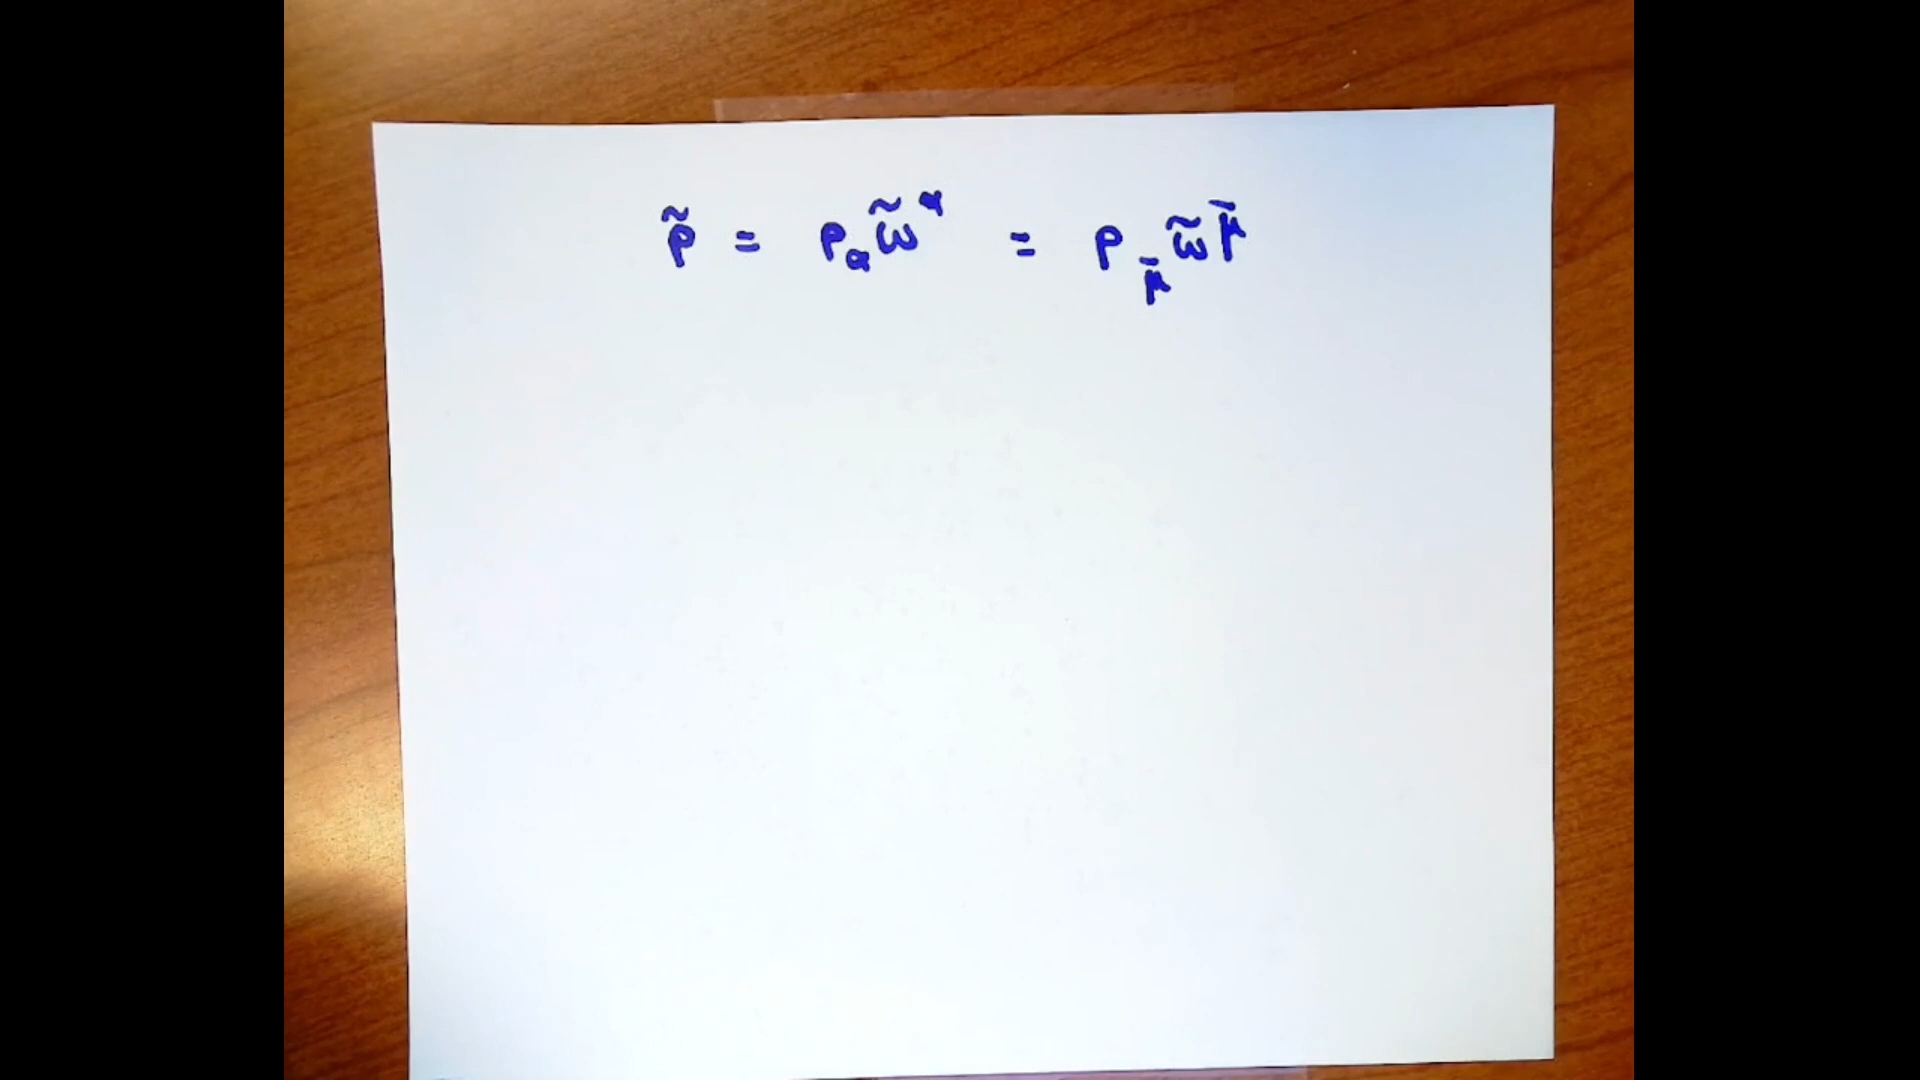 p̃ = p_α ω̃^α = p_μ̄ ω̃^μ̄